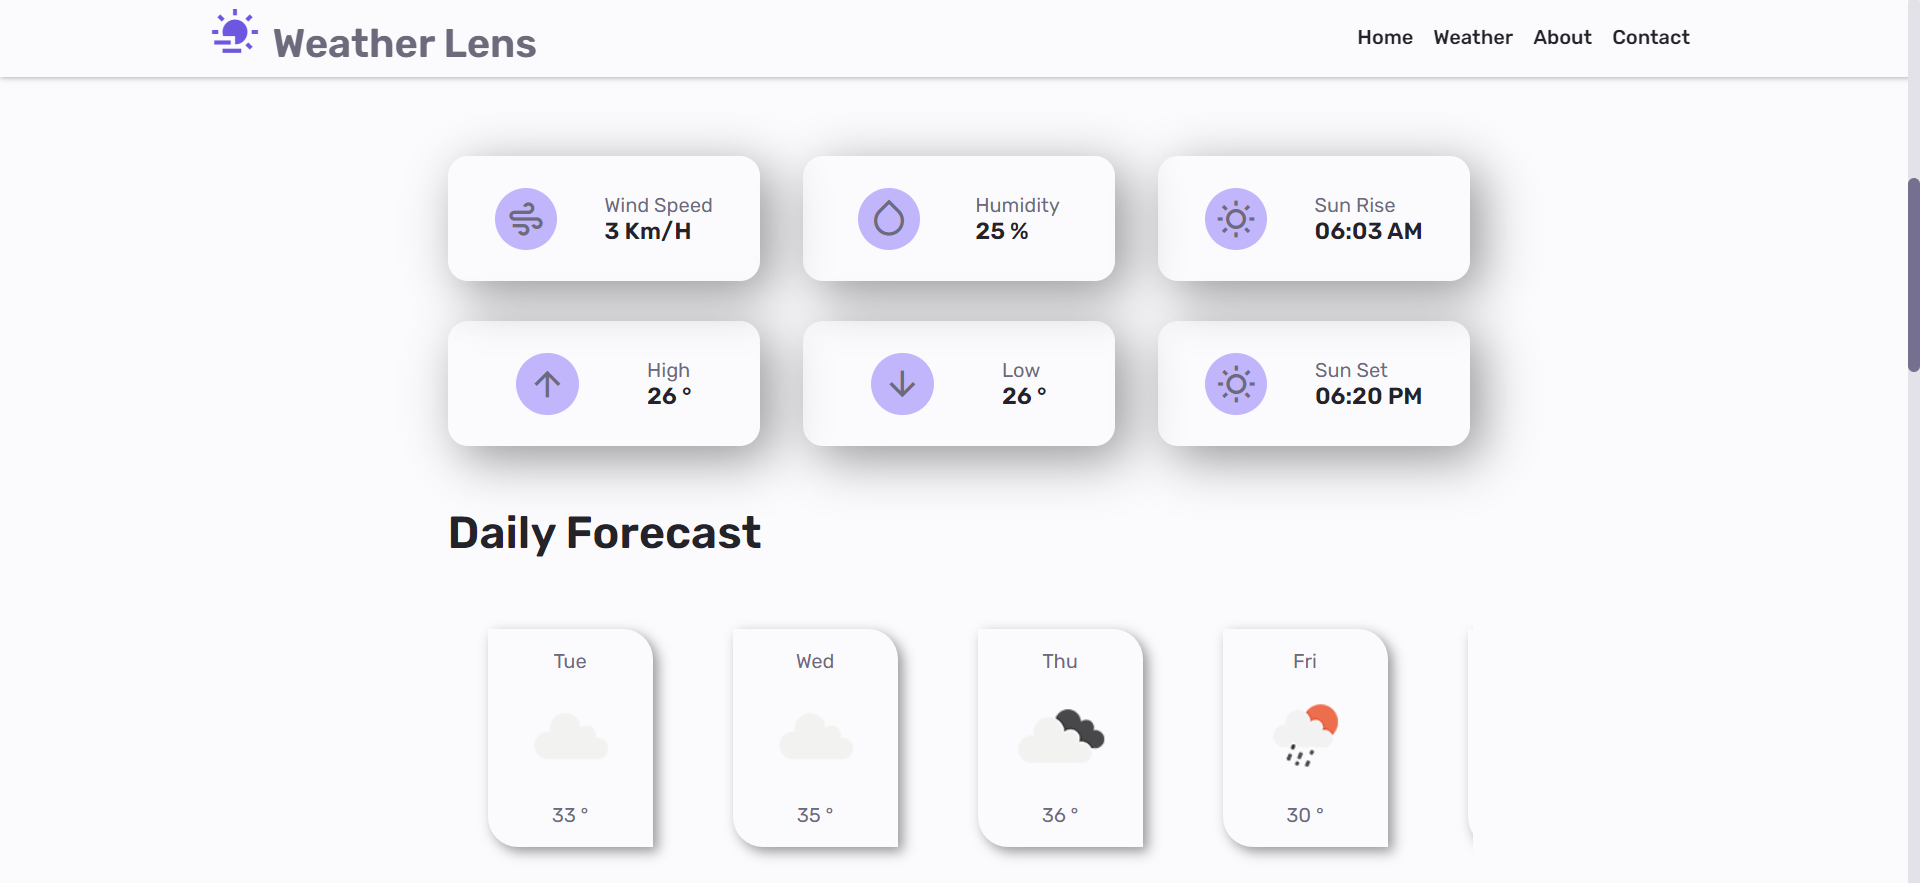 Weather Lens
Home Weather About Contact
Wind Speed
3 Km/H
Humidity
25 %
Sun Rise
06:03 AM
High
26 °
Low
26 °
Sun Set
06:20 PM
Daily Forecast
Tue
33 °
Wed
35 °
Thu
36 °
Fri
30 °